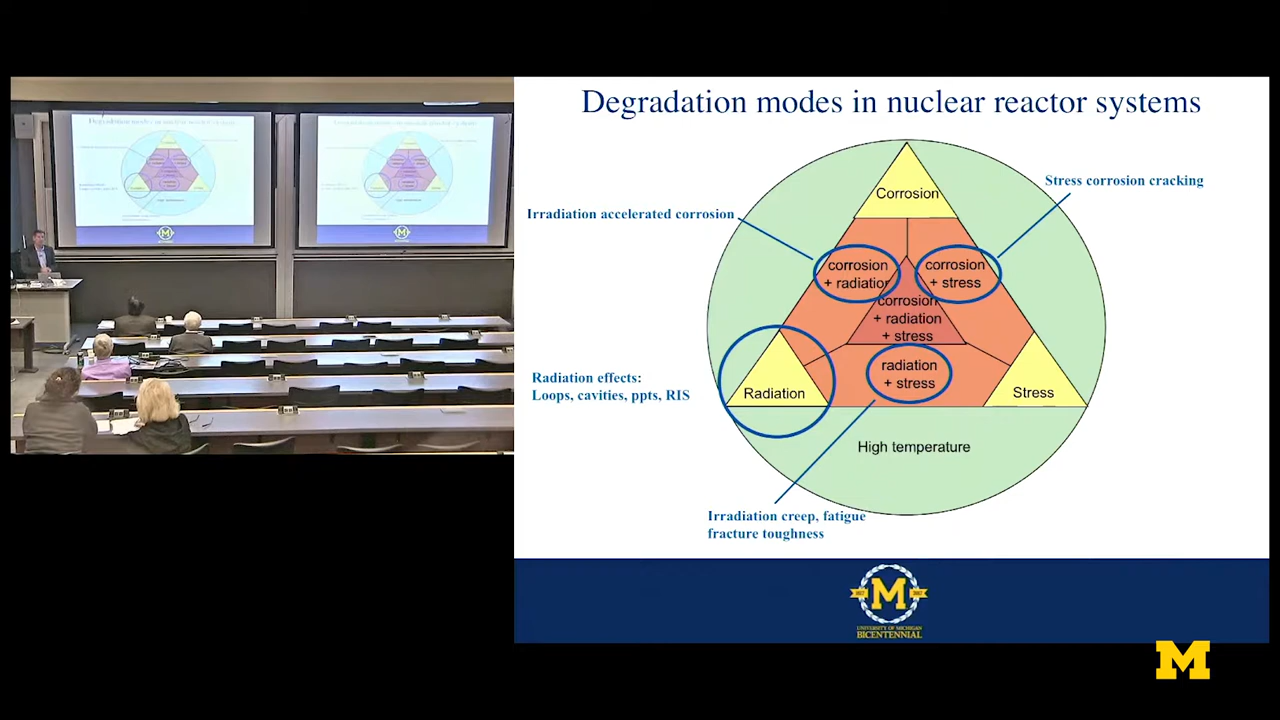 Degradation modes in nuclear reactor systems
Stress corrosion cracking
Irradiation accelerated corrosion
Corrosion
corrosion
+ radiation
corrosion
+ stress
corrosion
+ radiation
+ stress
radiation
+ stress
Radiation effects:
Loops, cavities, ppts, RIS
Radiation
Stress
High temperature
Irradiation creep, fatigue
fracture toughness
M
1817
2017
UNIVERSITY OF MICHIGAN
BICENTENNIAL
M